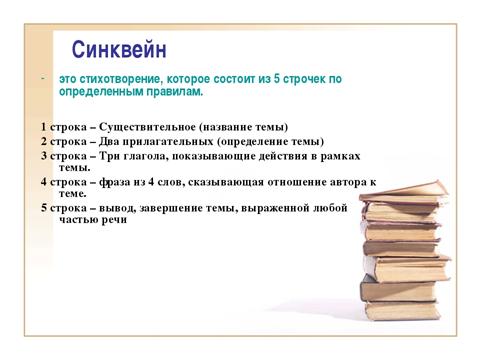 Синквейн
- это стихотворение, которое состоит из 5 строчек по
определенным правилам.
1 строка – Существительное (название темы)
2 строка – Два прилагательных (определение темы)
3 строка – Три глагола, показывающие действия в рамках
темы.
4 строка – фраза из 4 слов, сказывающая отношение автора к
теме.
5 строка – вывод, завершение темы, выраженной любой
частью речи